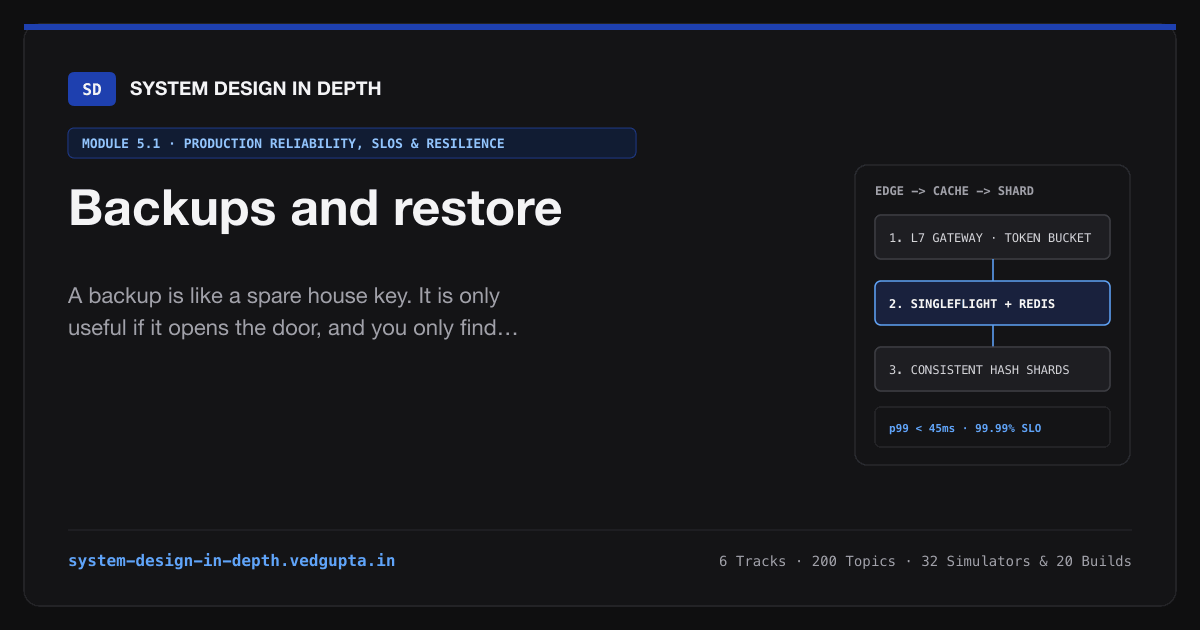 SD
SYSTEM DESIGN IN DEPTH
MODULE 5.1 · PRODUCTION RELIABILITY, SLOS & RESILIENCE
Backups and restore
A backup is like a spare house key. It is only
useful if it opens the door, and you only find…
EDGE -> CACHE -> SHARD
1. L7 GATEWAY · TOKEN BUCKET
2. SINGLEFLIGHT + REDIS
3. CONSISTENT HASH SHARDS
p99 < 45ms · 99.99% SLO
system-design-in-depth.vedgupta.in
6 Tracks · 200 Topics · 32 Simulators & 20 Builds